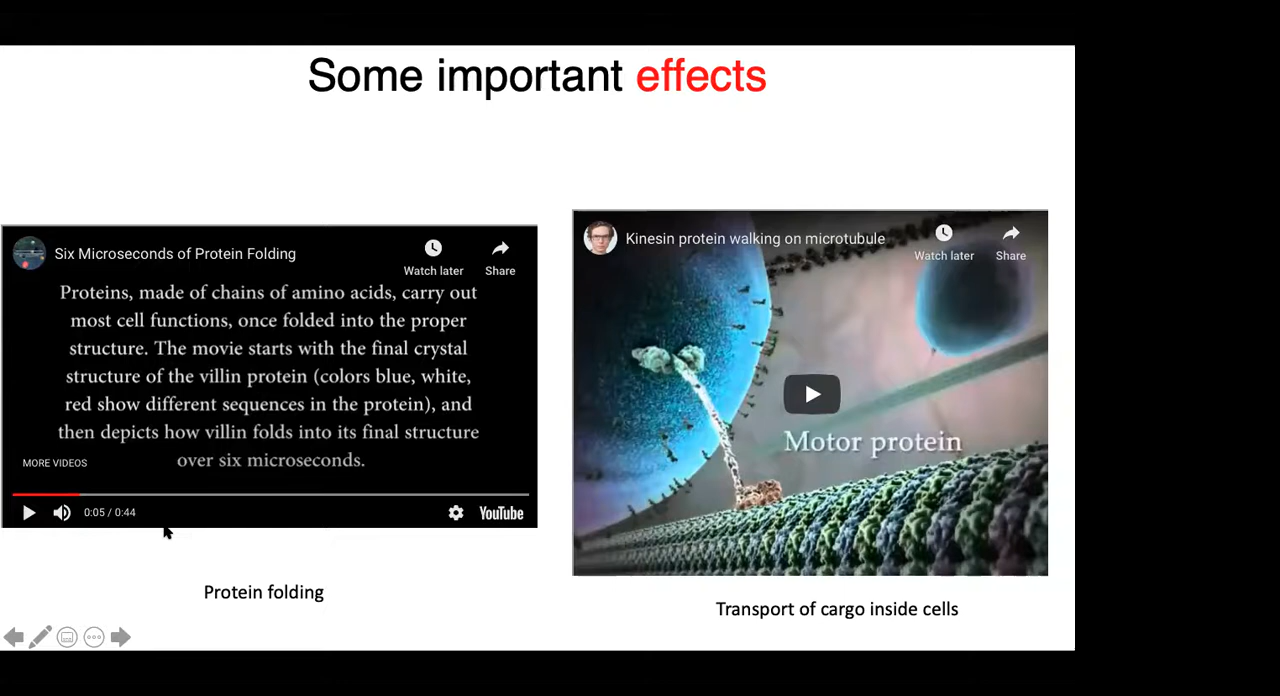 Some important effects
Six Microseconds of Protein Folding
Watch later
Share
Proteins, made of chains of amino acids, carry out
most cell functions, once folded into the proper
structure. The movie starts with the final crystal
structure of the villin protein (colors blue, white,
red show different sequences in the protein), and
then depicts how villin folds into its final structure
over six microseconds.
MORE VIDEOS
0:05 / 0:44
YouTube
Protein folding
Kinesin protein walking on microtubule
Watch later
Share
Motor protein
Transport of cargo inside cells